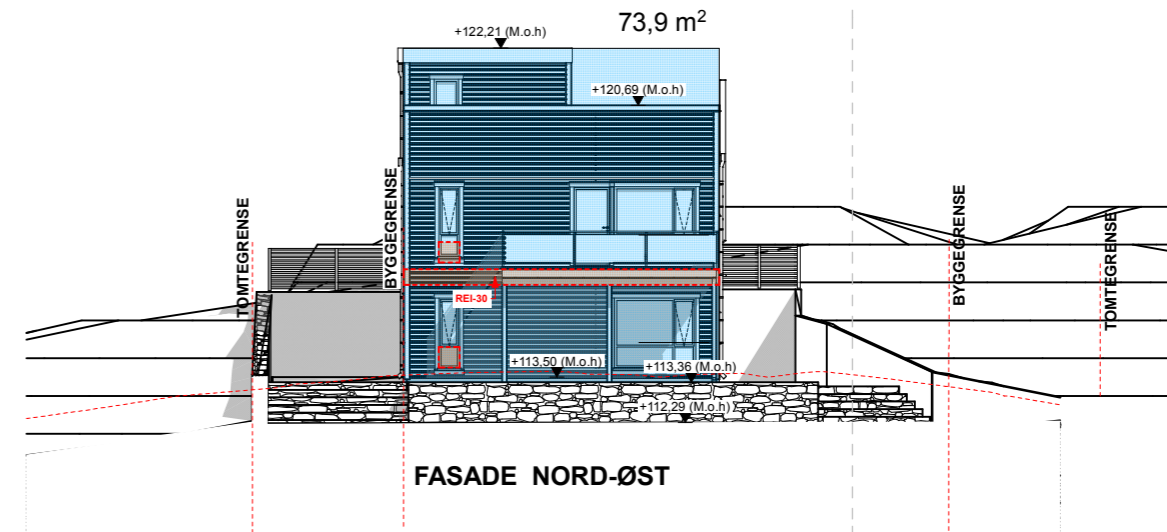 73,9 m²
+122,21 (M.o.h)
+120,69 (M.o.h)
BYGGEGRENSE
TOMTEGRENSE
BYGGEGRENSE
TOMTEGRENSE
REI-30
+113,50 (M.o.h)
+113,36 (M.o.h)
+112,29 (M.o.h)
FASADE NORD-ØST